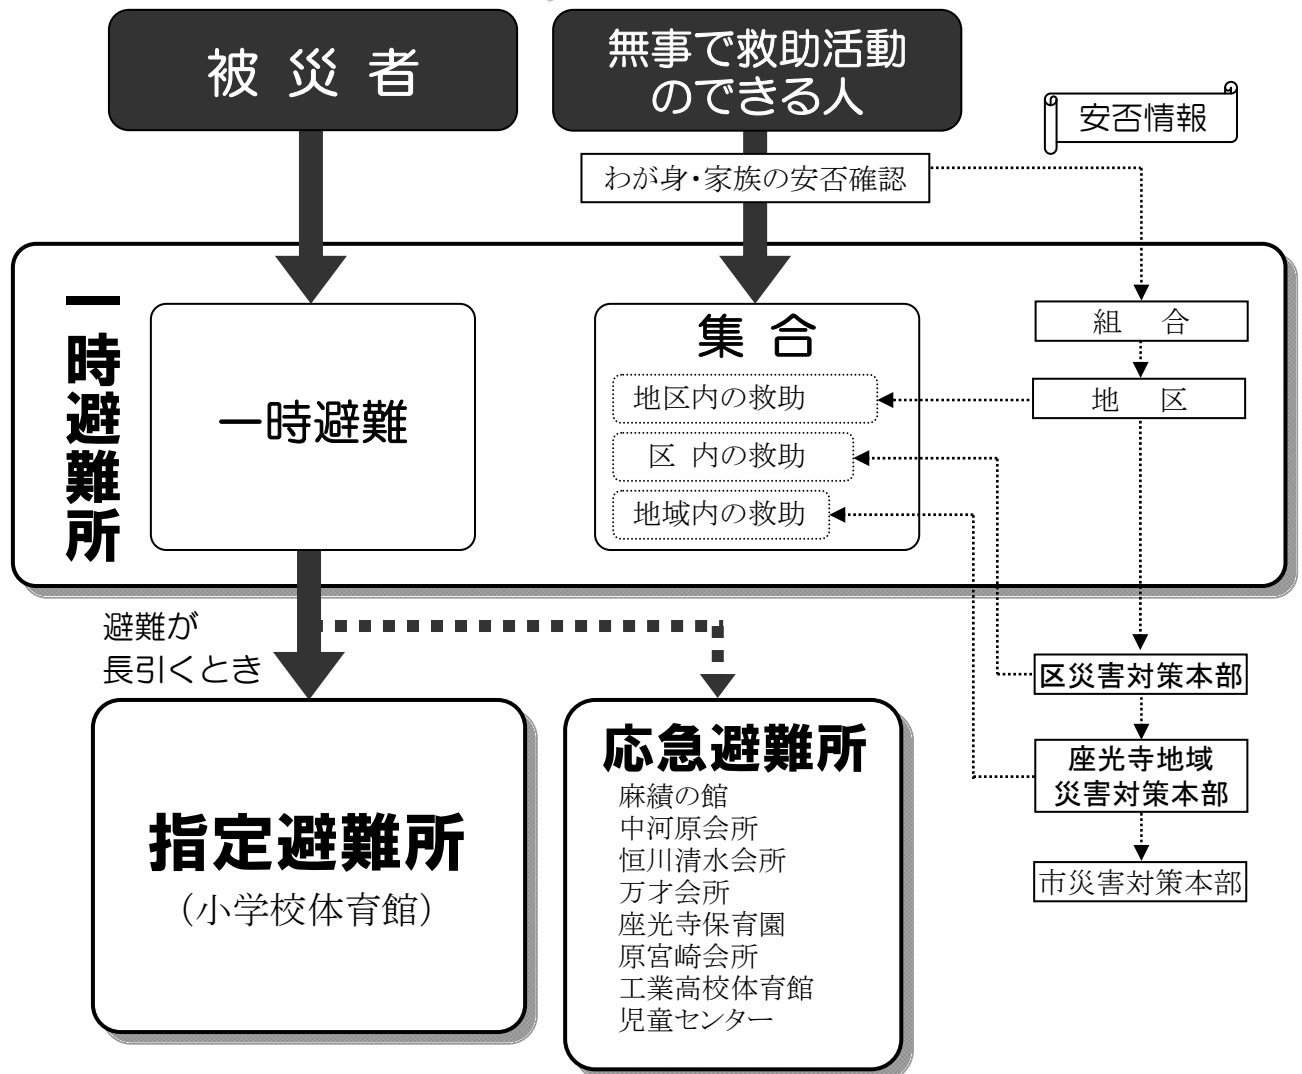 被 災 者
無事で救助活動
のできる人
安否情報
わが身・家族の安否確認
一時避難所
一時避難
集 合
地区内の救助
区 内の救助
地域内の救助
組 合
地 区
避難が
長引くとき
区災害対策本部
座光寺地域
災害対策本部
市災害対策本部
指定避難所
（小学校体育館）
応急避難所
麻績の館
中河原会所
恒川清水会所
万才会所
座光寺保育園
原宮崎会所
工業高校体育館
児童センター